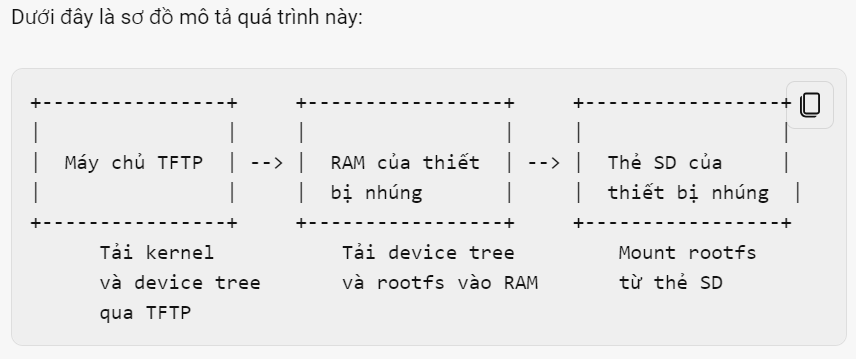 Dưới đây là sơ đồ mô tả quá trình này:
+----------------+     +-----------------+     +-----------------+
|                |     |                 |     |                 |
|  Máy chủ TFTP  | --> |  RAM của thiết  | --> |  Thẻ SD của     |
|                |     |  bị nhúng       |     |  thiết bị nhúng  |
+----------------+     +-----------------+     +-----------------+
      Tải kernel           Tải device tree         Mount rootfs
      và device tree       và rootfs vào RAM       từ thẻ SD
      qua TFTP